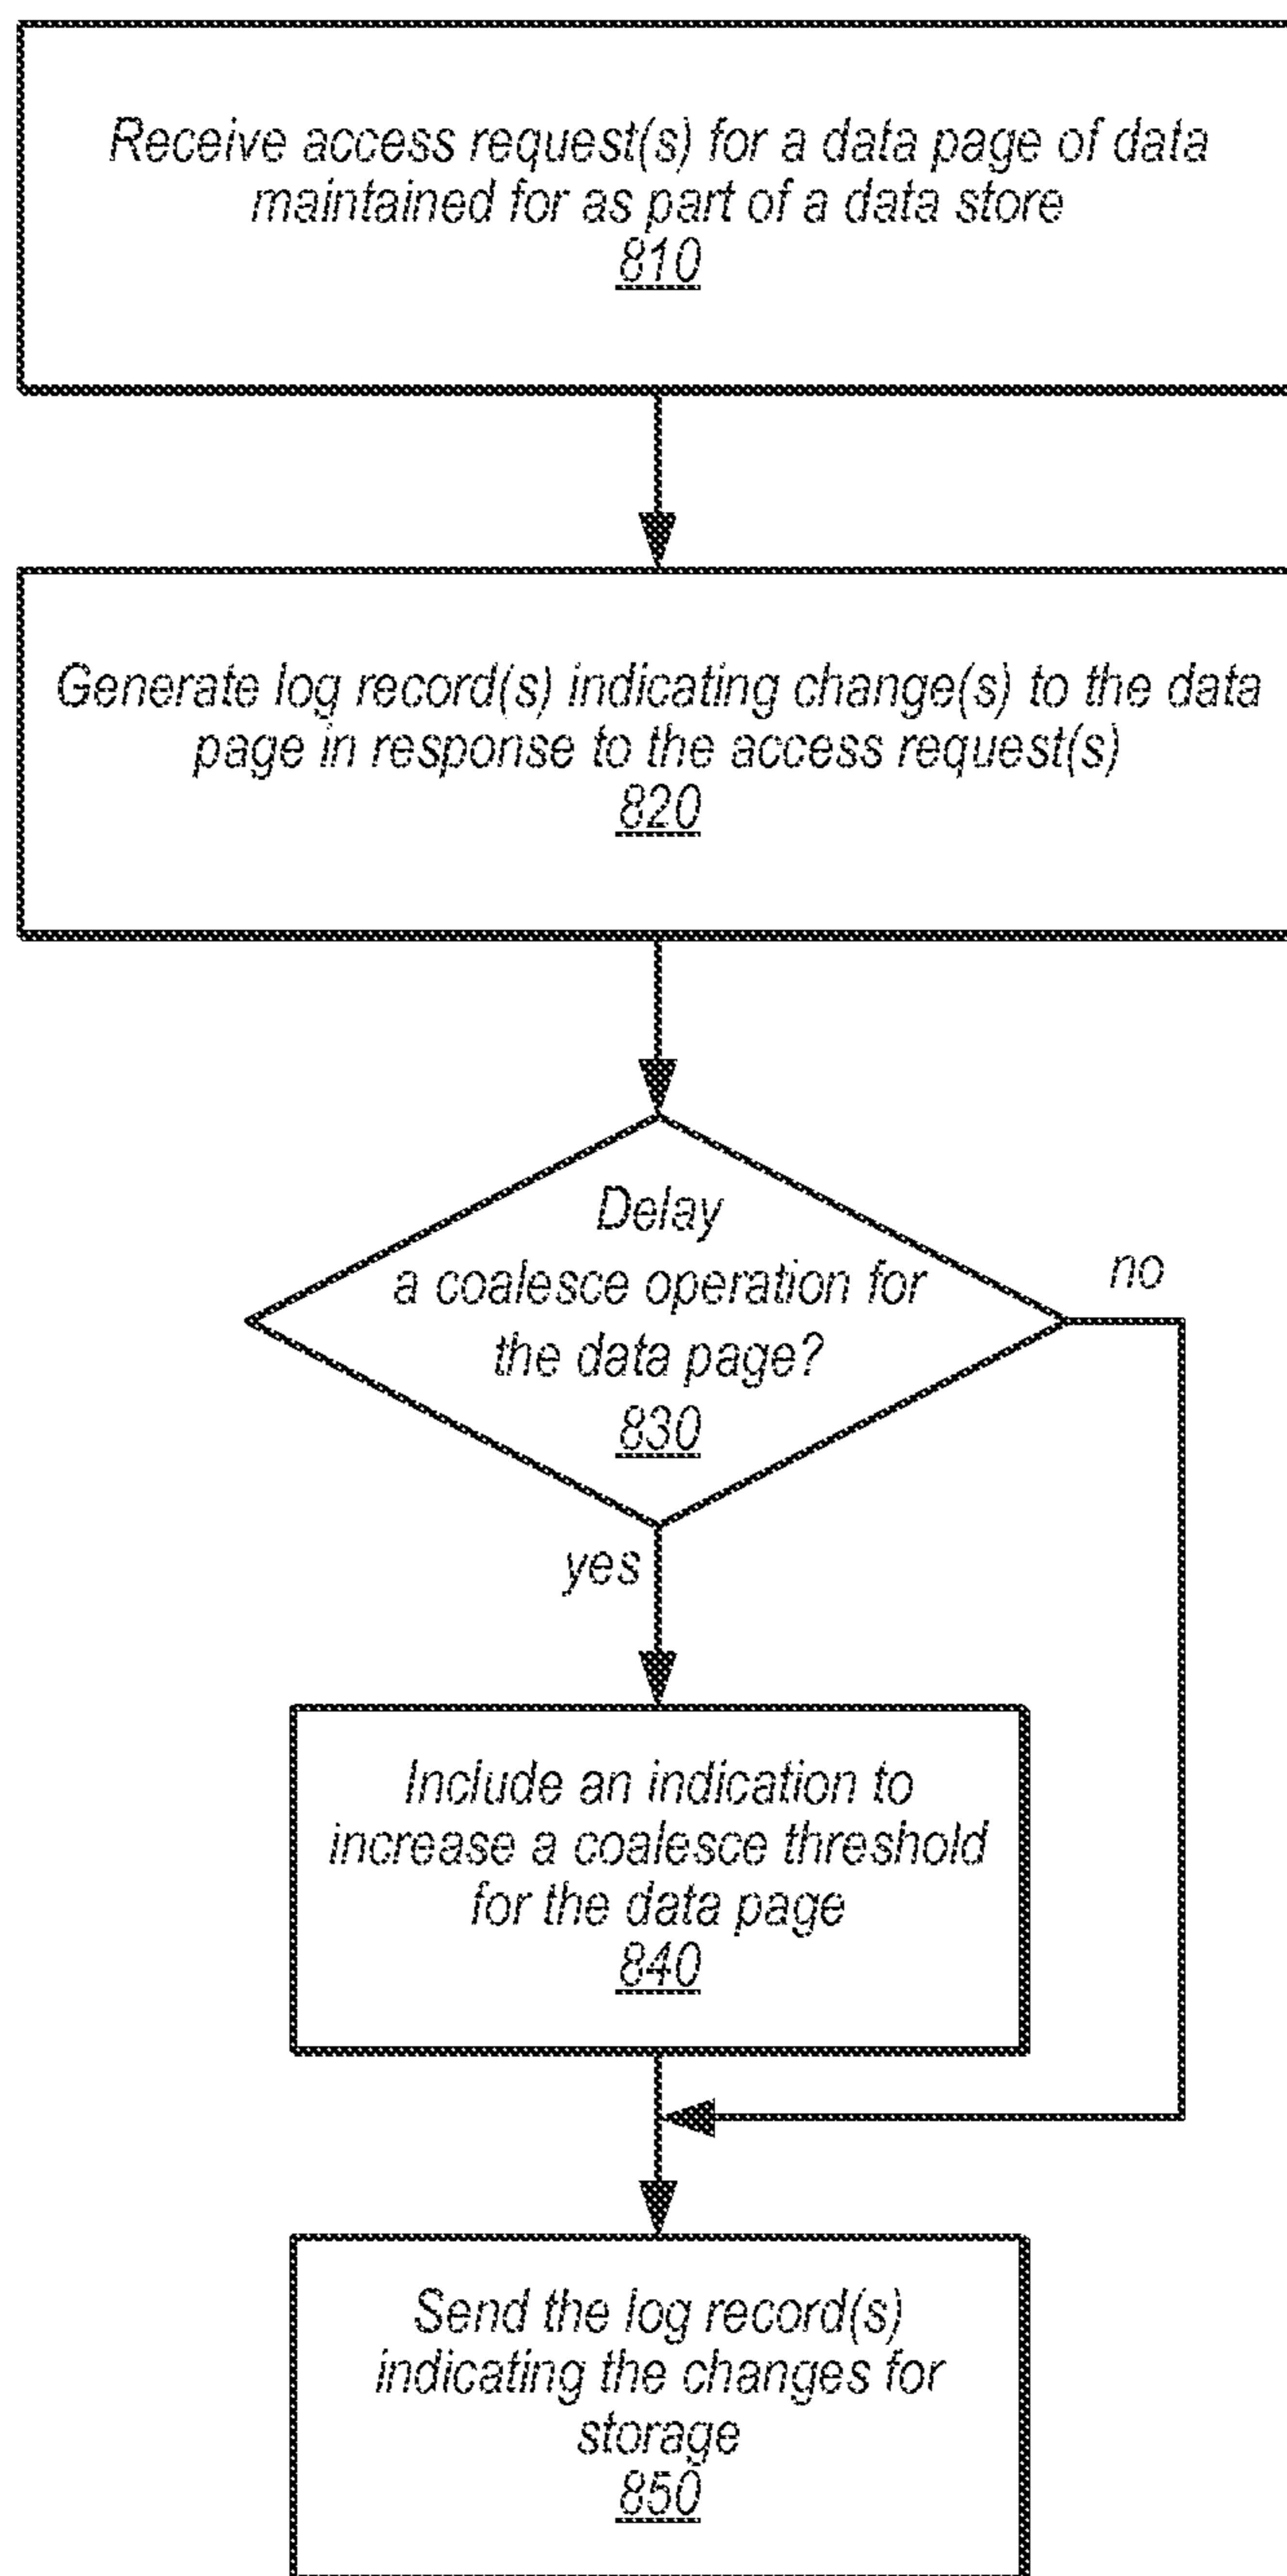 Receive access request(s) for a data page of data
maintained for as part of a data store
810
Generate log record(s) indicating change(s) to the data
page in response to the access request(s)
820
Delay
a coalesce operation for
the data page?
830
no
yes
Include an indication to
increase a coalesce threshold
for the data page
840
Send the log record(s)
indicating the changes for
storage
850